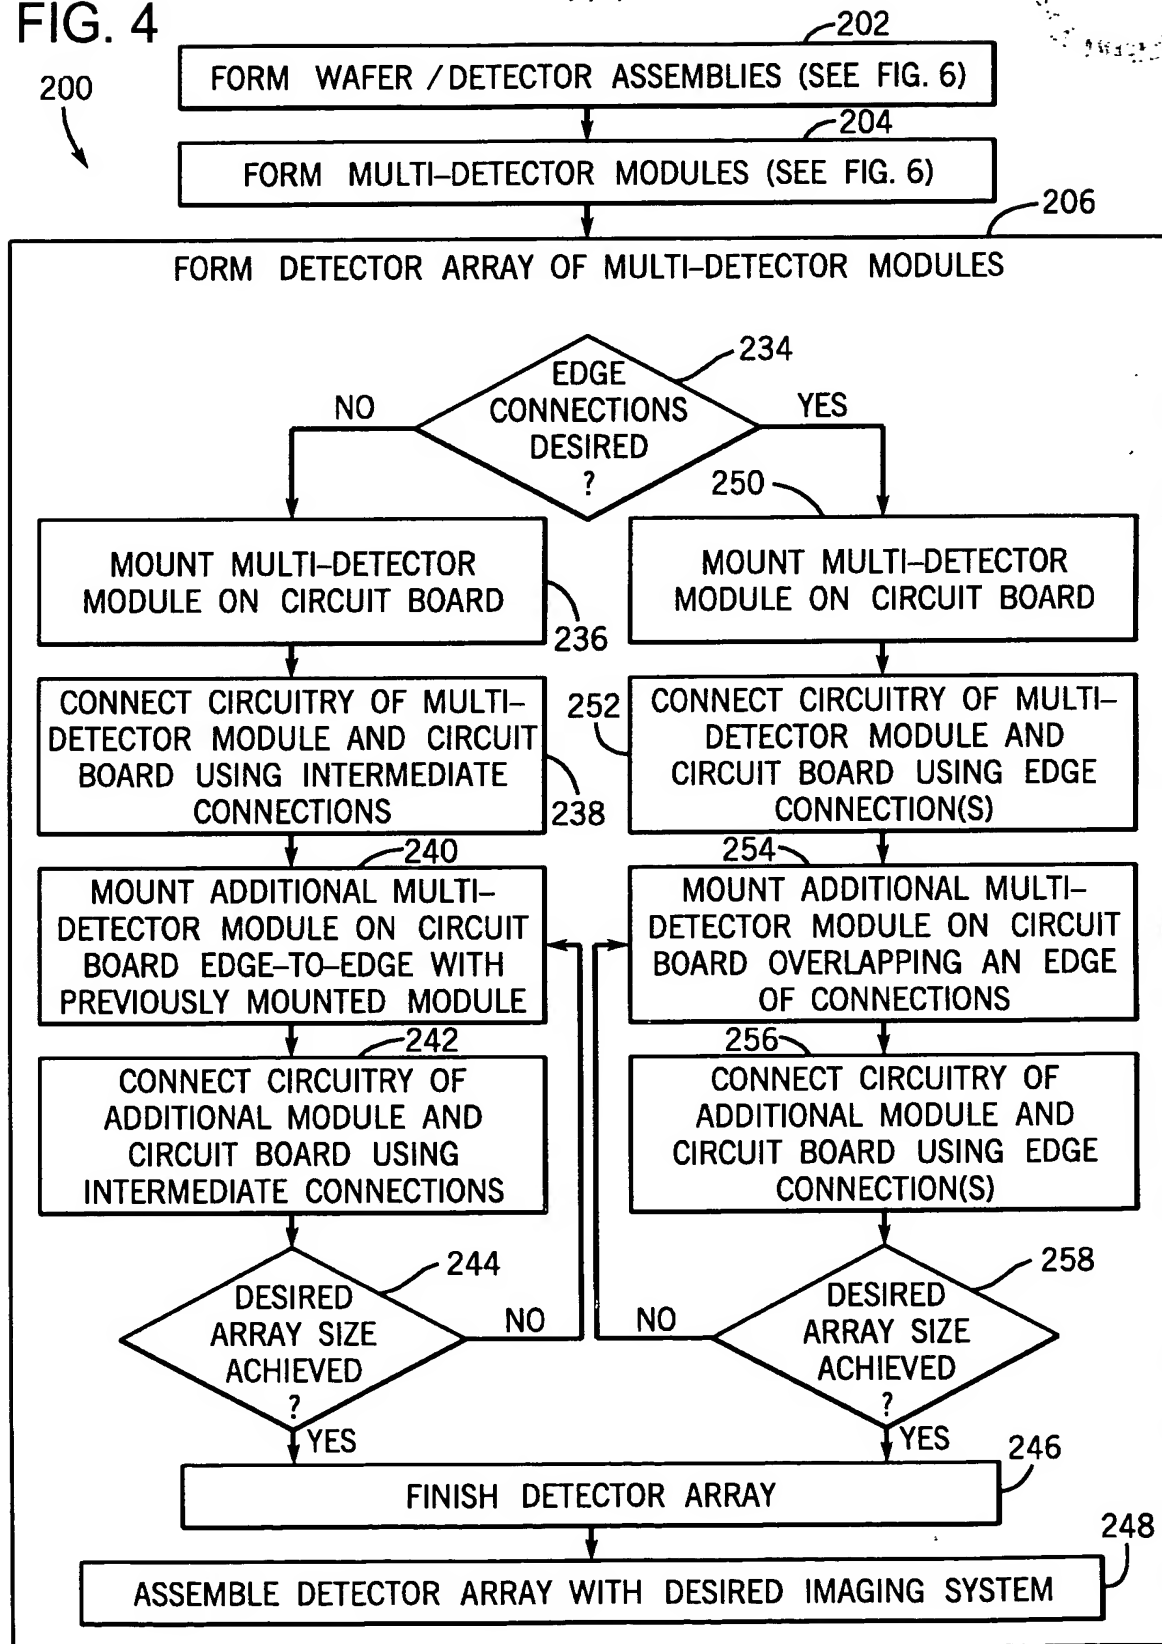 FIG. 4
200
202
FORM WAFER / DETECTOR ASSEMBLIES (SEE FIG. 6)
204
FORM MULTI-DETECTOR MODULES (SEE FIG. 6)
206
FORM DETECTOR ARRAY OF MULTI-DETECTOR MODULES
234
EDGE
CONNECTIONS
DESIRED
?
NO
YES
236
MOUNT MULTI-DETECTOR
MODULE ON CIRCUIT BOARD
238
CONNECT CIRCUITRY OF MULTI-
DETECTOR MODULE AND CIRCUIT
BOARD USING INTERMEDIATE
CONNECTIONS
240
MOUNT ADDITIONAL MULTI-
DETECTOR MODULE ON CIRCUIT
BOARD EDGE-TO-EDGE WITH
PREVIOUSLY MOUNTED MODULE
242
CONNECT CIRCUITRY OF
ADDITIONAL MODULE AND
CIRCUIT BOARD USING
INTERMEDIATE CONNECTIONS
244
DESIRED
ARRAY SIZE
ACHIEVED
?
NO
YES
250
MOUNT MULTI-DETECTOR
MODULE ON CIRCUIT BOARD
252
CONNECT CIRCUITRY OF MULTI-
DETECTOR MODULE AND
CIRCUIT BOARD USING EDGE
CONNECTION(S)
254
MOUNT ADDITIONAL MULTI-
DETECTOR MODULE ON CIRCUIT
BOARD OVERLAPPING AN EDGE
OF CONNECTIONS
256
CONNECT CIRCUITRY OF
ADDITIONAL MODULE AND
CIRCUIT BOARD USING EDGE
CONNECTION(S)
258
DESIRED
ARRAY SIZE
ACHIEVED
?
NO
YES
246
FINISH DETECTOR ARRAY
248
ASSEMBLE DETECTOR ARRAY WITH DESIRED IMAGING SYSTEM